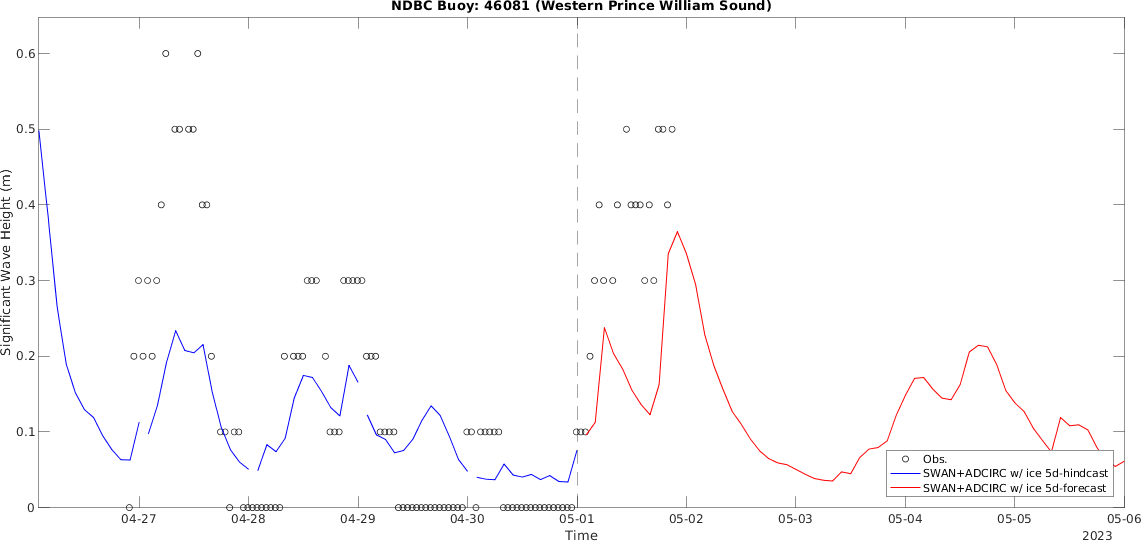 NDBC Buoy: 46081 (Western Prince William Sound)
Significant Wave Height (m)
0.6
0.5
0.4
0.3
0.2
0.1
0
04-27 04-28 04-29 04-30 05-01 05-02 05-03 05-04 05-05 05-06
Time
2023
Obs.
SWAN+ADCIRC w/ ice 5d-hindcast
SWAN+ADCIRC w/ ice 5d-forecast